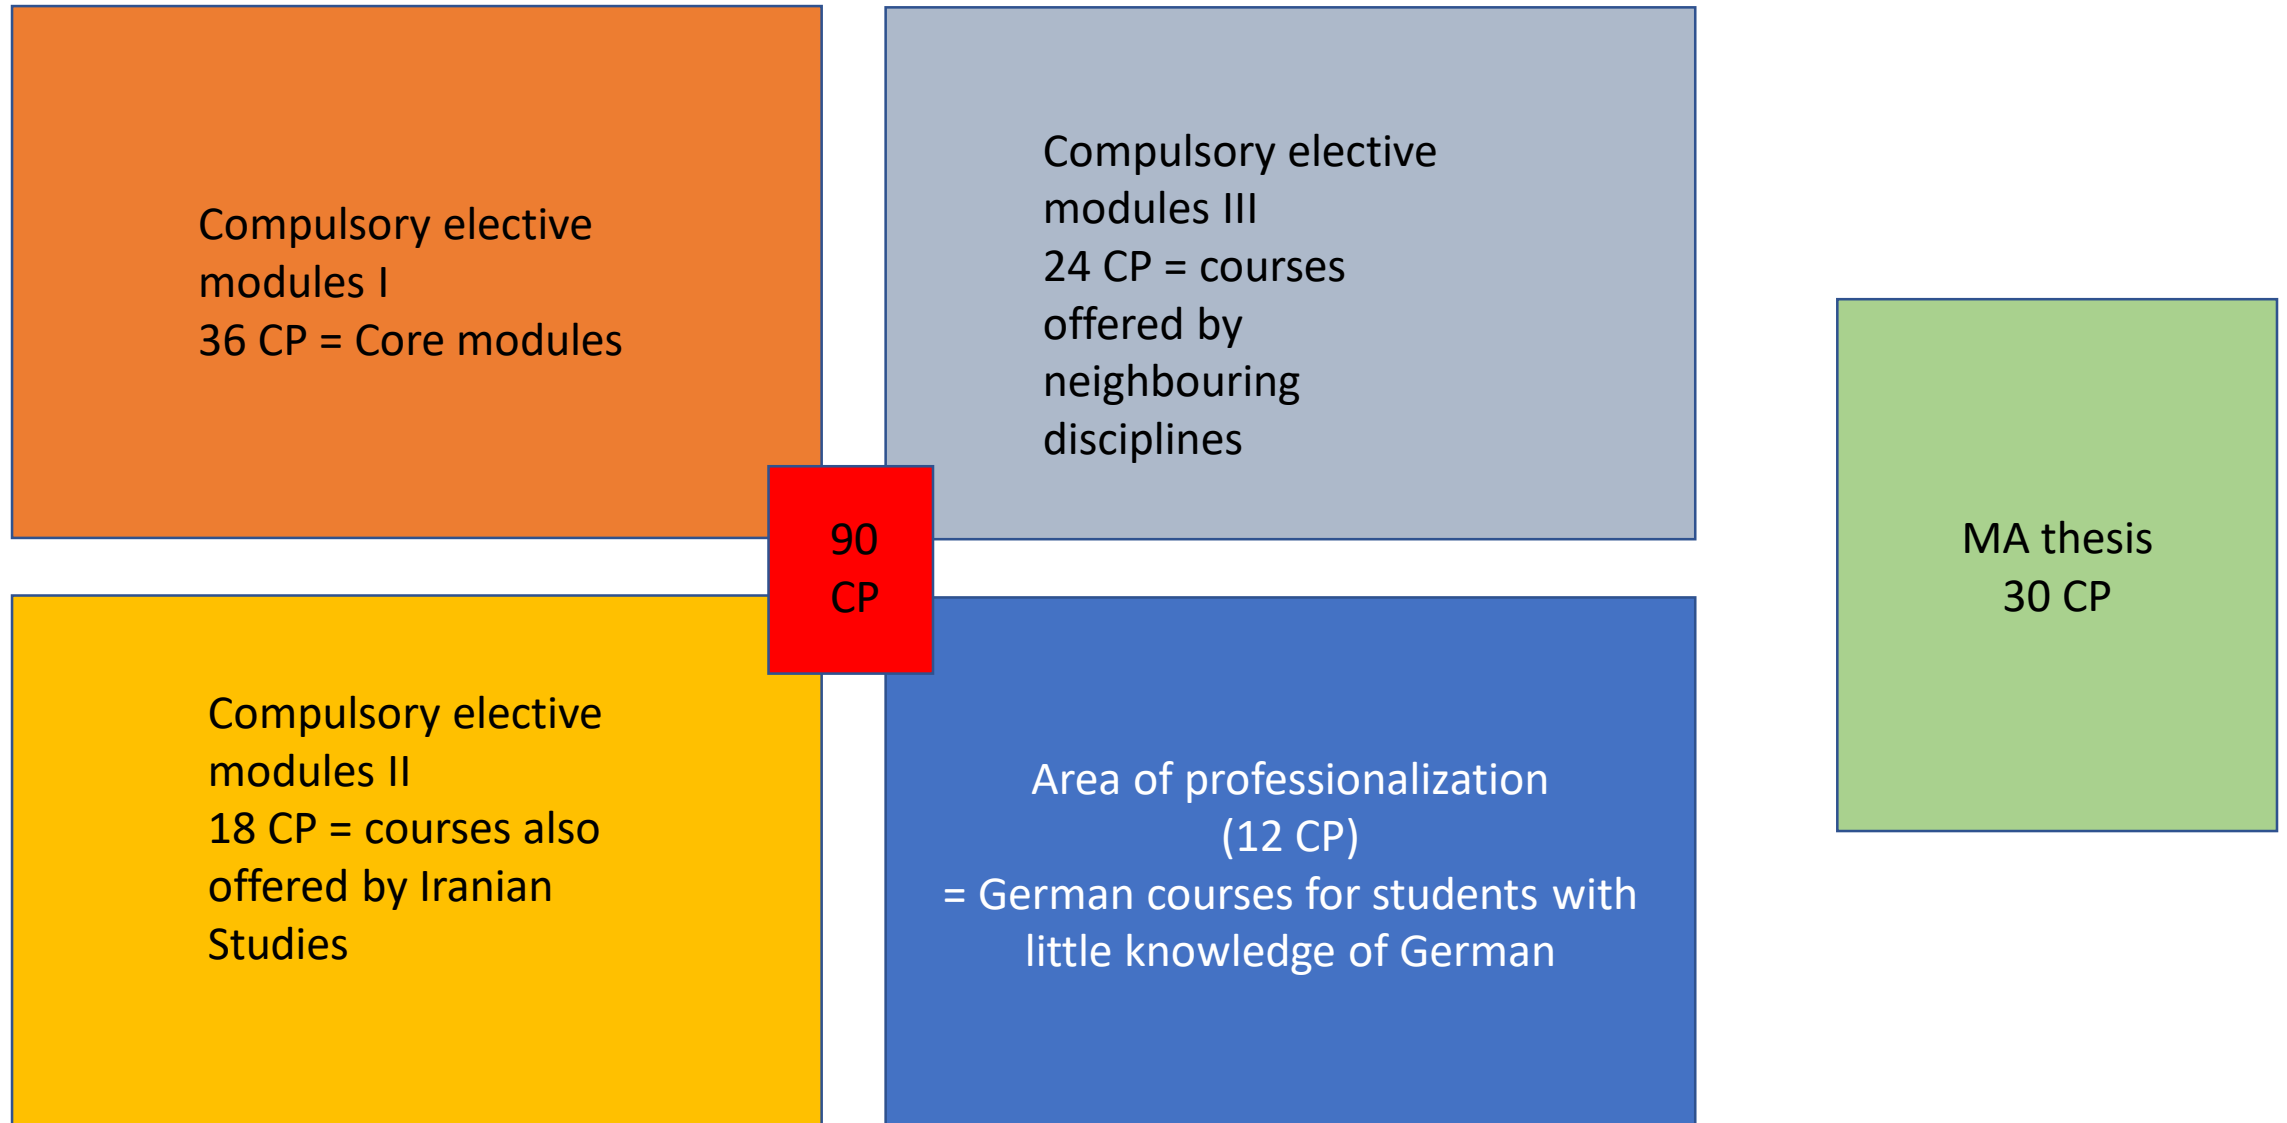 Compulsory elective
modules I
36 CP = Core modules
Compulsory elective
modules III
24 CP = courses
offered by
neighbouring
disciplines
90
CP
MA thesis
30 CP
Compulsory elective
modules II
18 CP = courses also
offered by Iranian
Studies
Area of professionalization
(12 CP)
= German courses for students with
little knowledge of German